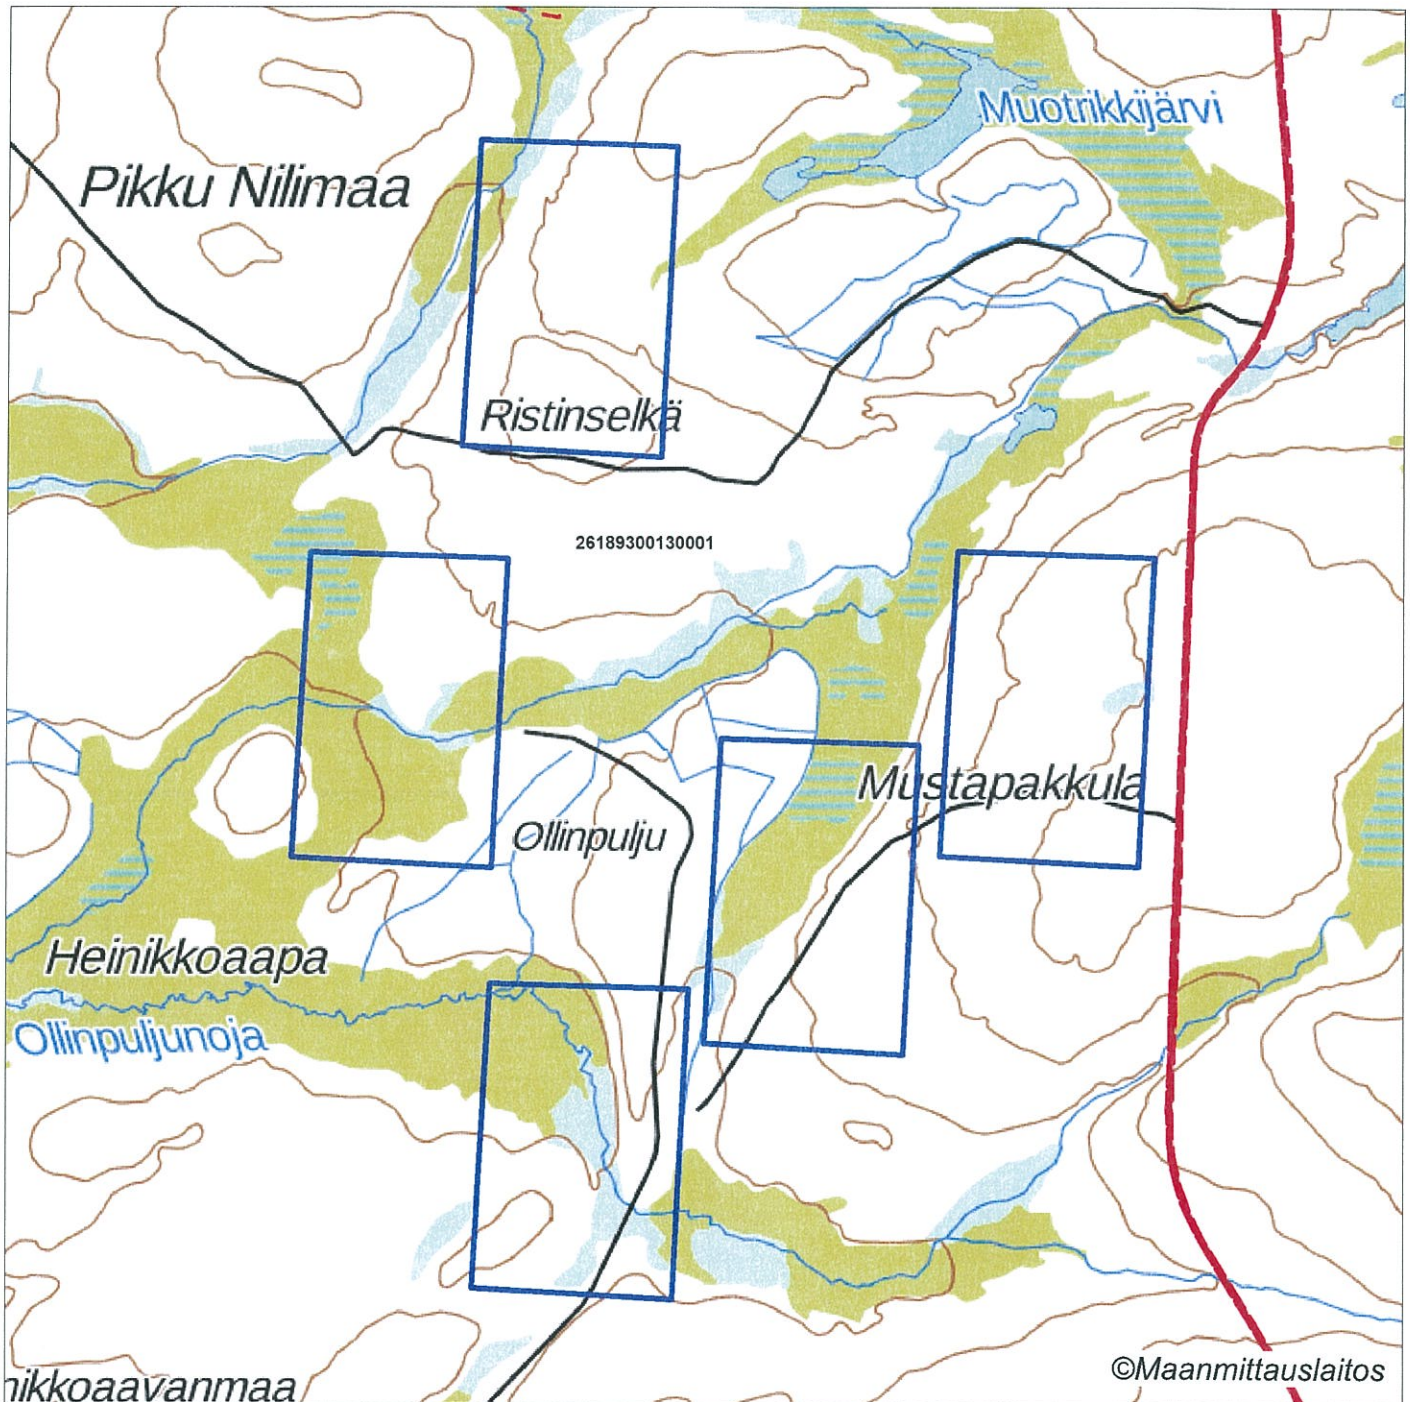 Muotrikkijärvi
Pikku Nilimaa
Ristinselkä
26189300130001
Mustapakkula
Ollinpulju
Heinikkoaapa
Ollinpuljunoja
©Maanmittauslaitos
nikkoaavanmaa